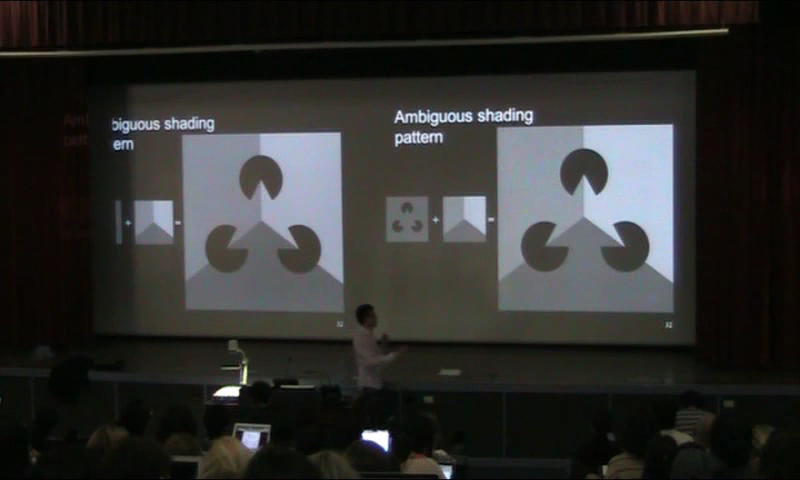 biguous shading
ern
+
=
32
Ambiguous shading
pattern
+
=
32